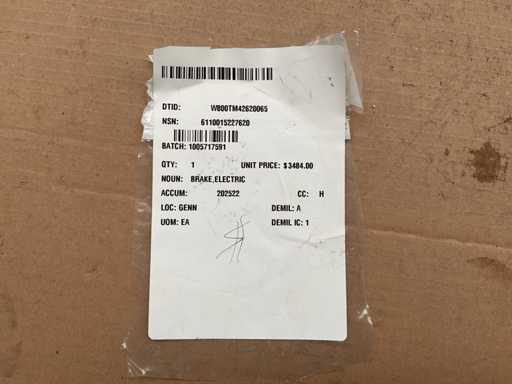 DTID: W800TM42620065
NSN: 6110015227620
BATCH: 1005717591
QTY: 1 UNIT PRICE: $3484.00
NOUN: BRAKE,ELECTRIC
ACCUM: 202522 CC: H
LOC: GENN DEMIL: A
UOM: EA DEMIL IC: 1